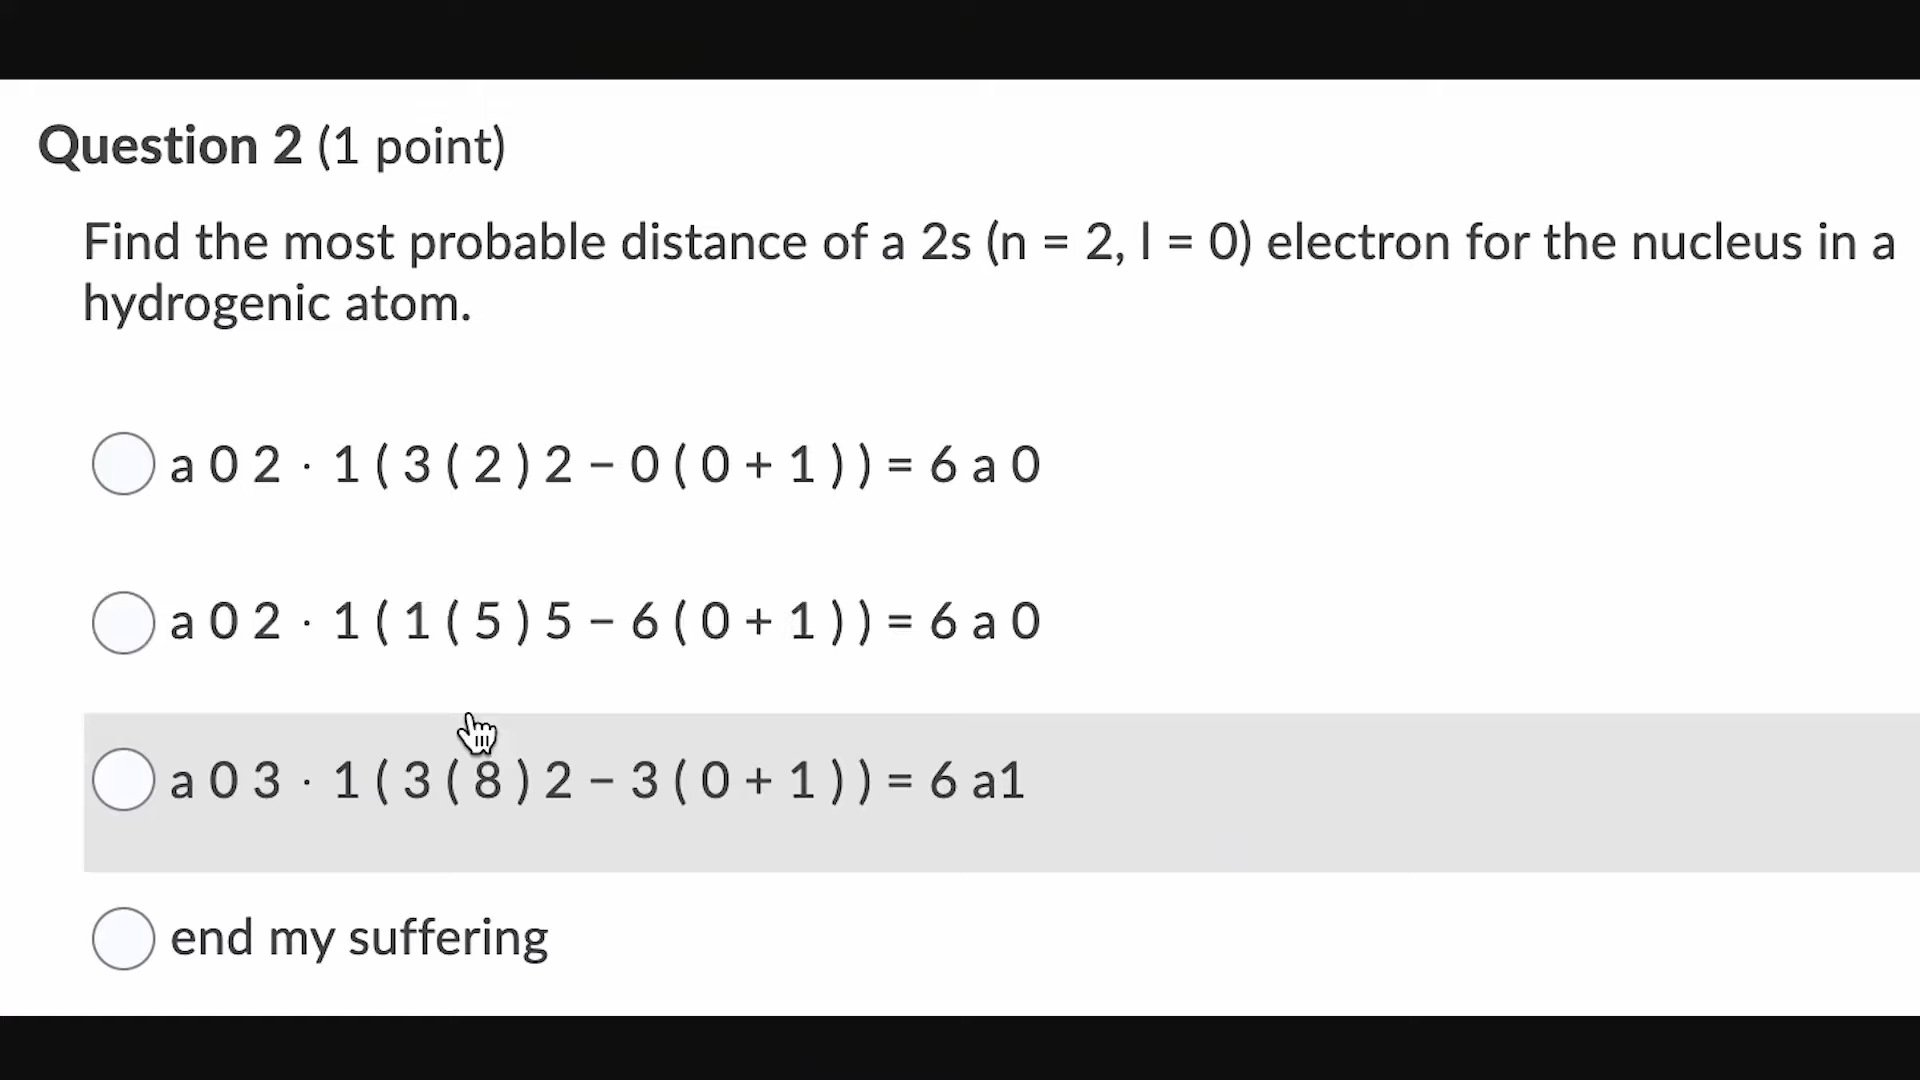 Question 2 (1 point)
Find the most probable distance of a 2s (n = 2, l = 0) electron for the nucleus in a
hydrogenic atom.
a 0 2 · 1 ( 3 ( 2 ) 2 − 0 ( 0 + 1 ) ) = 6 a 0
a 0 2 · 1 ( 1 ( 5 ) 5 − 6 ( 0 + 1 ) ) = 6 a 0
a 0 3 · 1 ( 3 ( 8 ) 2 − 3 ( 0 + 1 ) ) = 6 a1
end my suffering